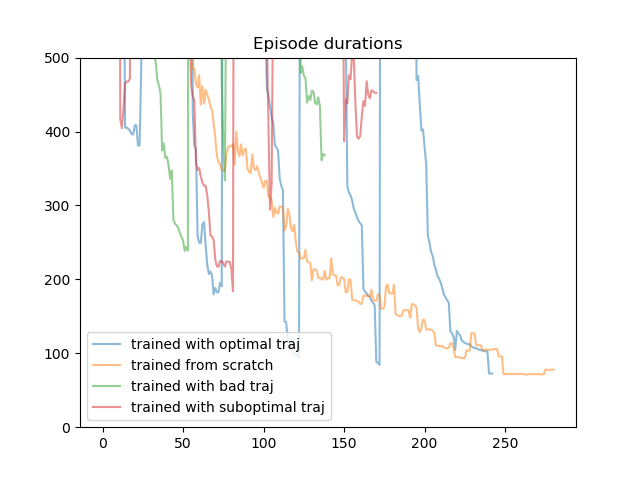 Episode durations
500
400
300
200
100
0
trained with optimal traj
trained from scratch
trained with bad traj
trained with suboptimal traj
0 50 100 150 200 250